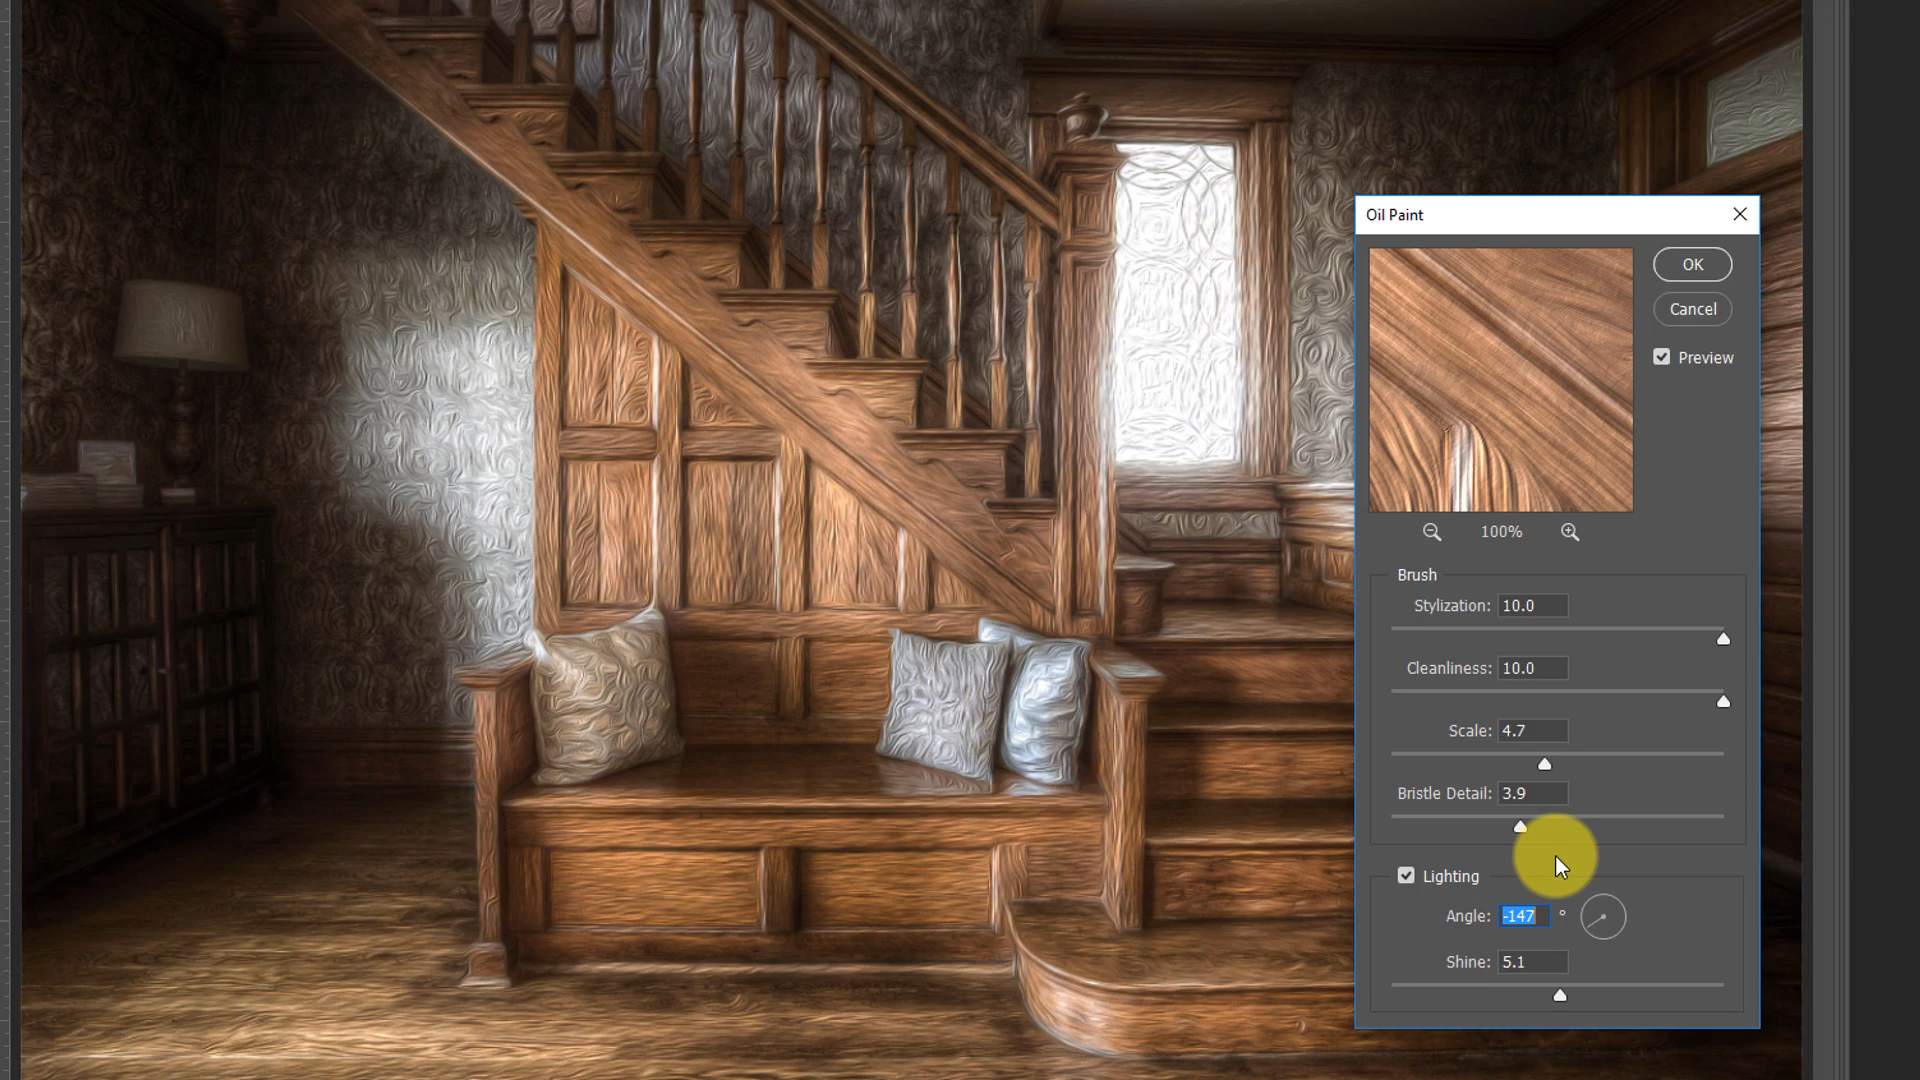 Oil Paint
OK
Cancel
Preview
100%
Brush
Stylization: 10.0
Cleanliness: 10.0
Scale: 4.7
Bristle Detail: 3.9
Lighting
Angle: -147 °
Shine: 5.1